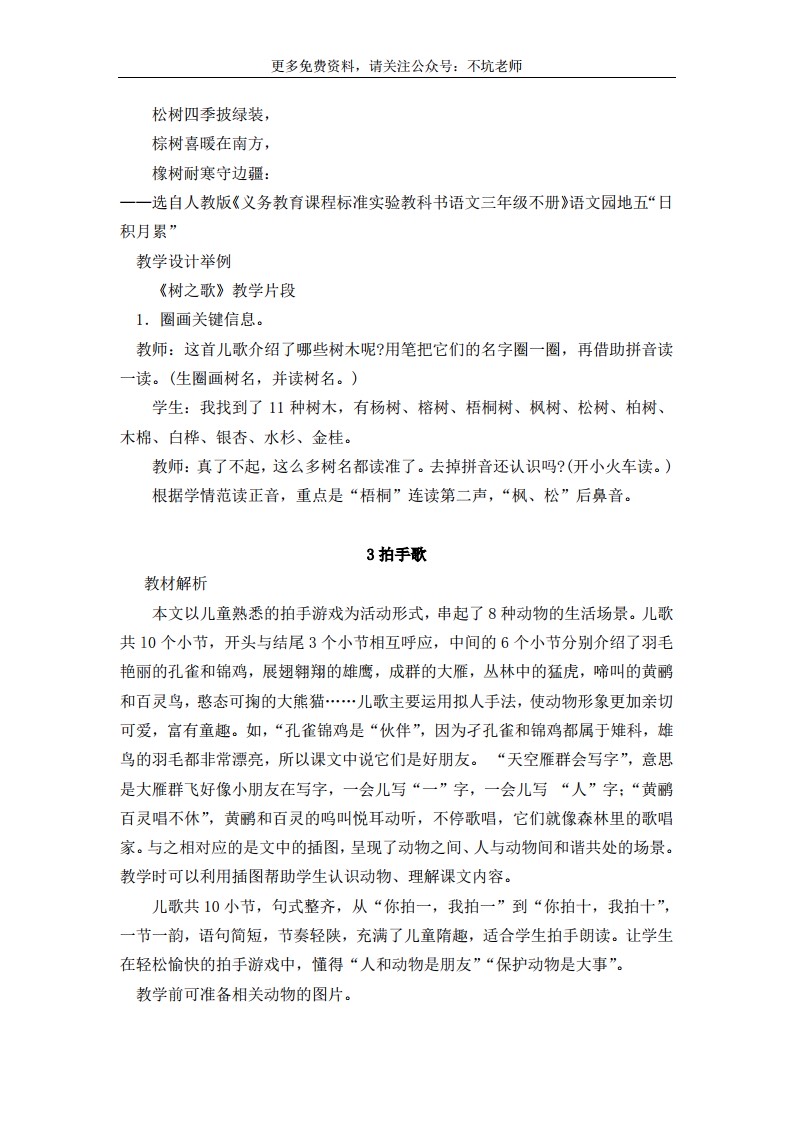 更多免费资料，请关注公众号：不坑老师
松树四季披绿装，
棕树喜暖在南方，
橡树耐寒守边疆：
——选自人教版《义务教育课程标准实验教科书语文三年级不册》语文园地五“日
积月累”
教学设计举例
《树之歌》教学片段
1．圈画关键信息。
教师：这首儿歌介绍了哪些树木呢?用笔把它们的名字圈一圈，再借助拼音读
一读。(生圈画树名，并读树名。)
学生：我找到了 11 种树木，有杨树、榕树、梧桐树、枫树、松树、柏树、
木棉、白桦、银杏、水杉、金桂。
教师：真了不起，这么多树名都读准了。去掉拼音还认识吗?(开小火车读。)
根据学情范读正音，重点是“梧桐”连读第二声，“枫、松”后鼻音。
3 拍手歌
教材解析
本文以儿童熟悉的拍手游戏为活动形式，串起了 8 种动物的生活场景。儿歌
共 10 个小节，开头与结尾 3 个小节相互呼应，中间的 6 个小节分别介绍了羽毛
艳丽的孔雀和锦鸡，展翅翱翔的雄鹰，成群的大雁，丛林中的猛虎，啼叫的黄鹂
和百灵鸟，憨态可掬的大熊猫……儿歌主要运用拟人手法，使动物形象更加亲切
可爱，富有童趣。如，“孔雀锦鸡是“伙伴”，因为孑孔雀和锦鸡都属于雉科，雄
鸟的羽毛都非常漂亮，所以课文中说它们是好朋友。 “天空雁群会写字”，意思
是大雁群飞好像小朋友在写字，一会儿写“一”字，一会儿写 “人”字；“黄鹂
百灵唱不休”，黄鹂和百灵的鸣叫悦耳动听，不停歌唱，它们就像森林里的歌唱
家。与之相对应的是文中的插图，呈现了动物之间、人与动物间和谐共处的场景。
教学时可以利用插图帮助学生认识动物、理解课文内容。
儿歌共 10 小节，句式整齐，从“你拍一，我拍一”到“你拍十，我拍十”，
一节一韵，语句简短，节奏轻陕，充满了儿童隋趣，适合学生拍手朗读。让学生
在轻松愉快的拍手游戏中，懂得“人和动物是朋友”“保护动物是大事”。
教学前可准备相关动物的图片。